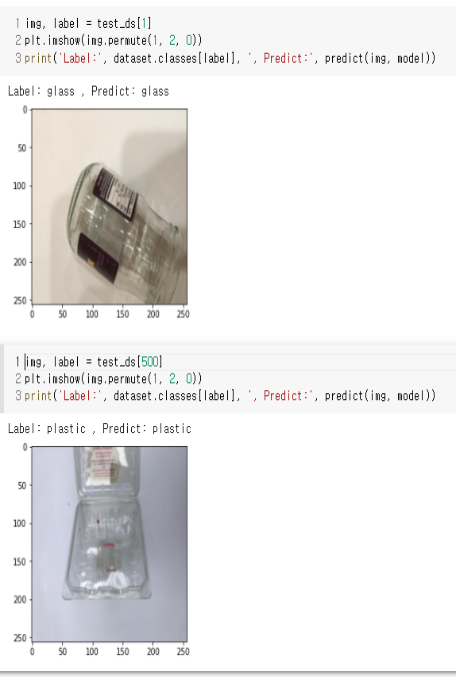 1 img, label = test_ds[1]
2 plt.imshow(img.permute(1, 2, 0))
3 print('Label:', dataset.classes[label], ', Predict:', predict(img, model))
Label: glass , Predict: glass
0
50
100
150
200
250
0 50 100 150 200 250
1 img, label = test_ds[500]
2 plt.imshow(img.permute(1, 2, 0))
3 print('Label:', dataset.classes[label], ', Predict:', predict(img, model))
Label: plastic , Predict: plastic
0
50
100
150
200
250
0 50 100 150 200 250